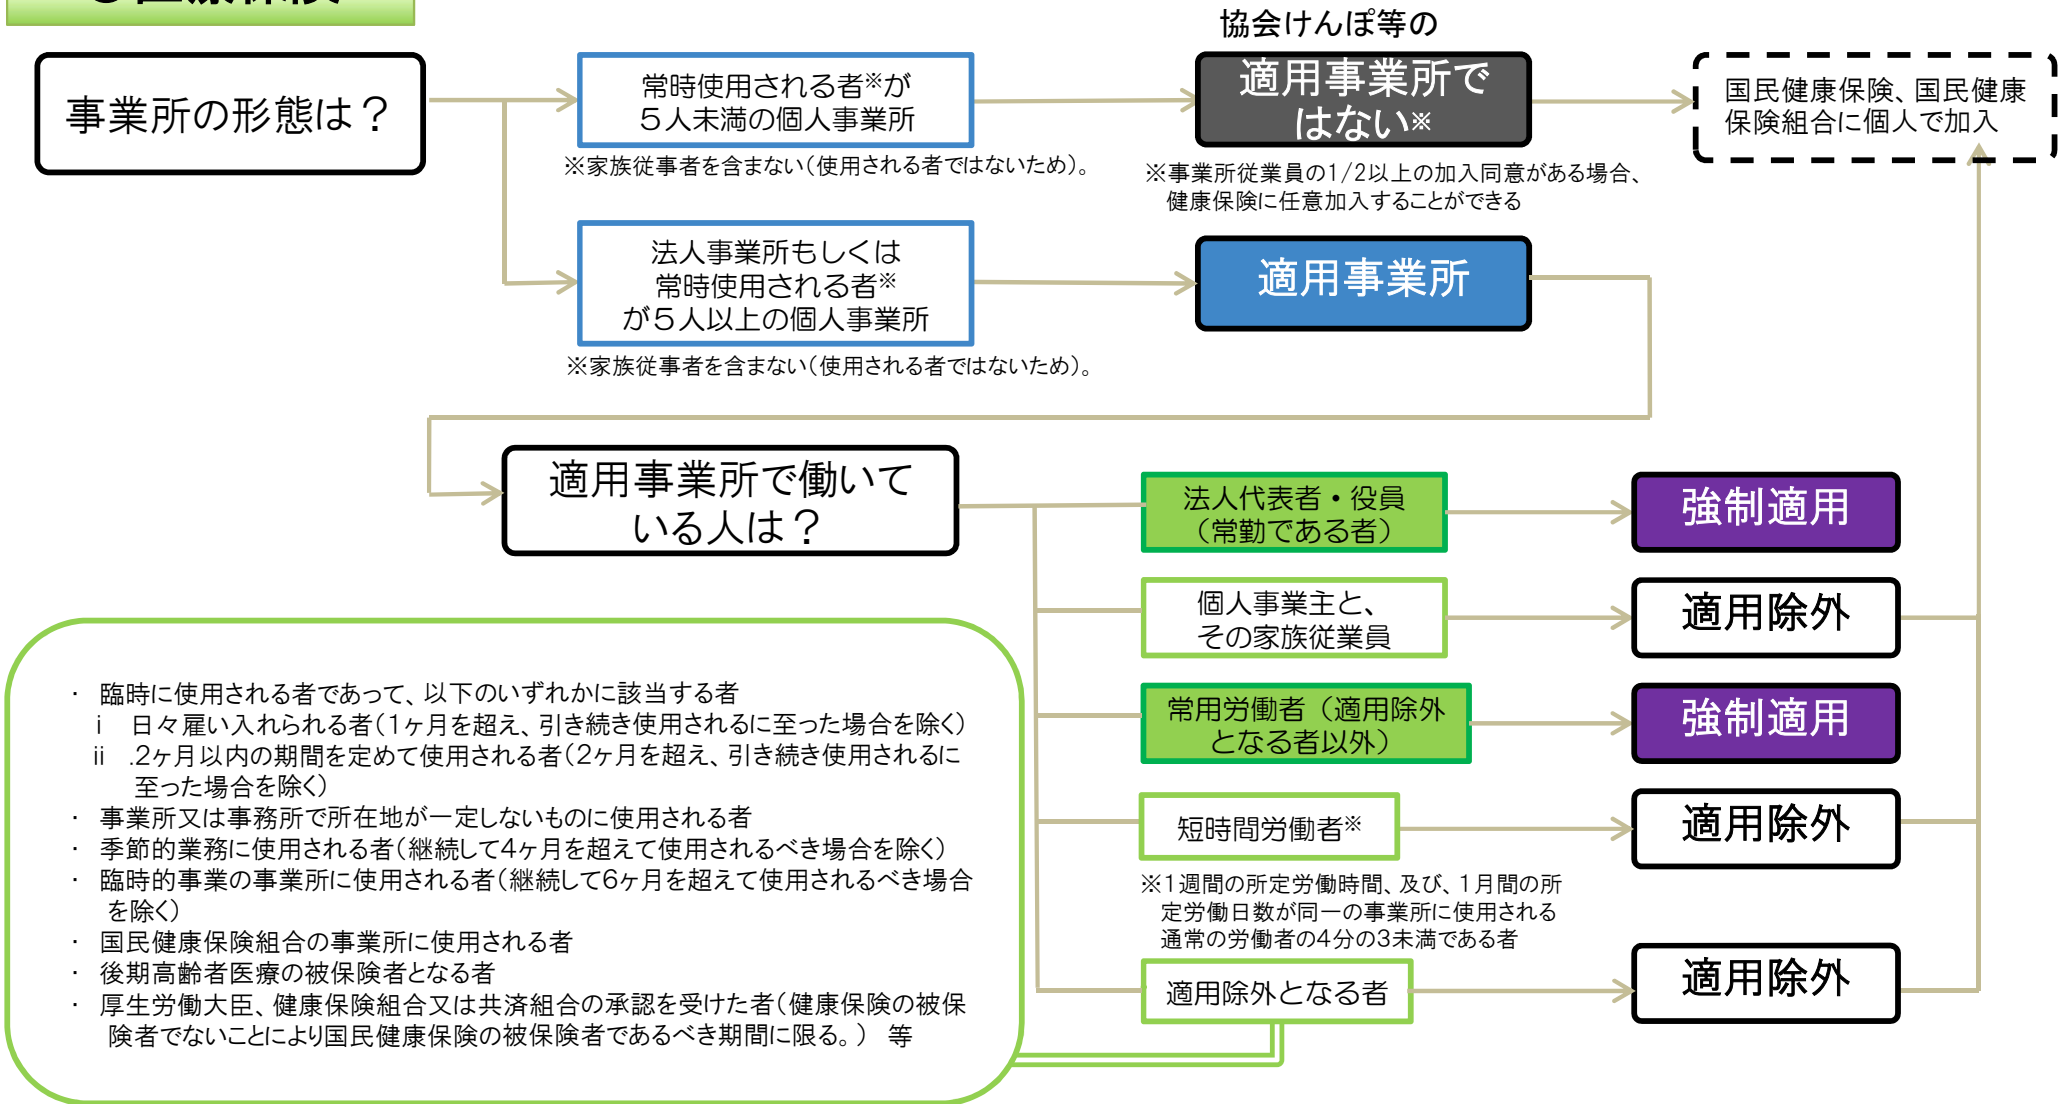 協会けんぽ等の
事業所の形態は？
常時使用される者※が
５人未満の個人事業所
※家族従事者を含まない（使用される者ではないため）。
適用事業所で
はない※
※事業所従業員の1/2以上の加入同意がある場合、
健康保険に任意加入することができる
国民健康保険、国民健康
保険組合に個人で加入
法人事業所もしくは
常時使用される者※
が５人以上の個人事業所
※家族従事者を含まない（使用される者ではないため）。
適用事業所
適用事業所で働いて
いる人は？
法人代表者・役員
（常勤である者）
強制適用
個人事業主と、
その家族従業員
適用除外
常用労働者（適用除外
となる者以外）
強制適用
短時間労働者※
適用除外
※１週間の所定労働時間、及び、１月間の所
定労働日数が同一の事業所に使用される
通常の労働者の４分の３未満である者
適用除外となる者
適用除外
・ 臨時に使用される者であって、以下のいずれかに該当する者
ⅰ 日々雇い入れられる者（1ヶ月を超え、引き続き使用されるに至った場合を除く）
ⅱ .2ヶ月以内の期間を定めて使用される者（2ヶ月を超え、引き続き使用されるに
至った場合を除く）
・ 事業所又は事務所で所在地が一定しないものに使用される者
・ 季節的業務に使用される者（継続して4ヶ月を超えて使用されるべき場合を除く）
・ 臨時的事業の事業所に使用される者（継続して6ヶ月を超えて使用されるべき場合
を除く）
・ 国民健康保険組合の事業所に使用される者
・ 後期高齢者医療の被保険者となる者
・ 厚生労働大臣、健康保険組合又は共済組合の承認を受けた者（健康保険の被保
険者でないことにより国民健康保険の被保険者であるべき期間に限る。） 等